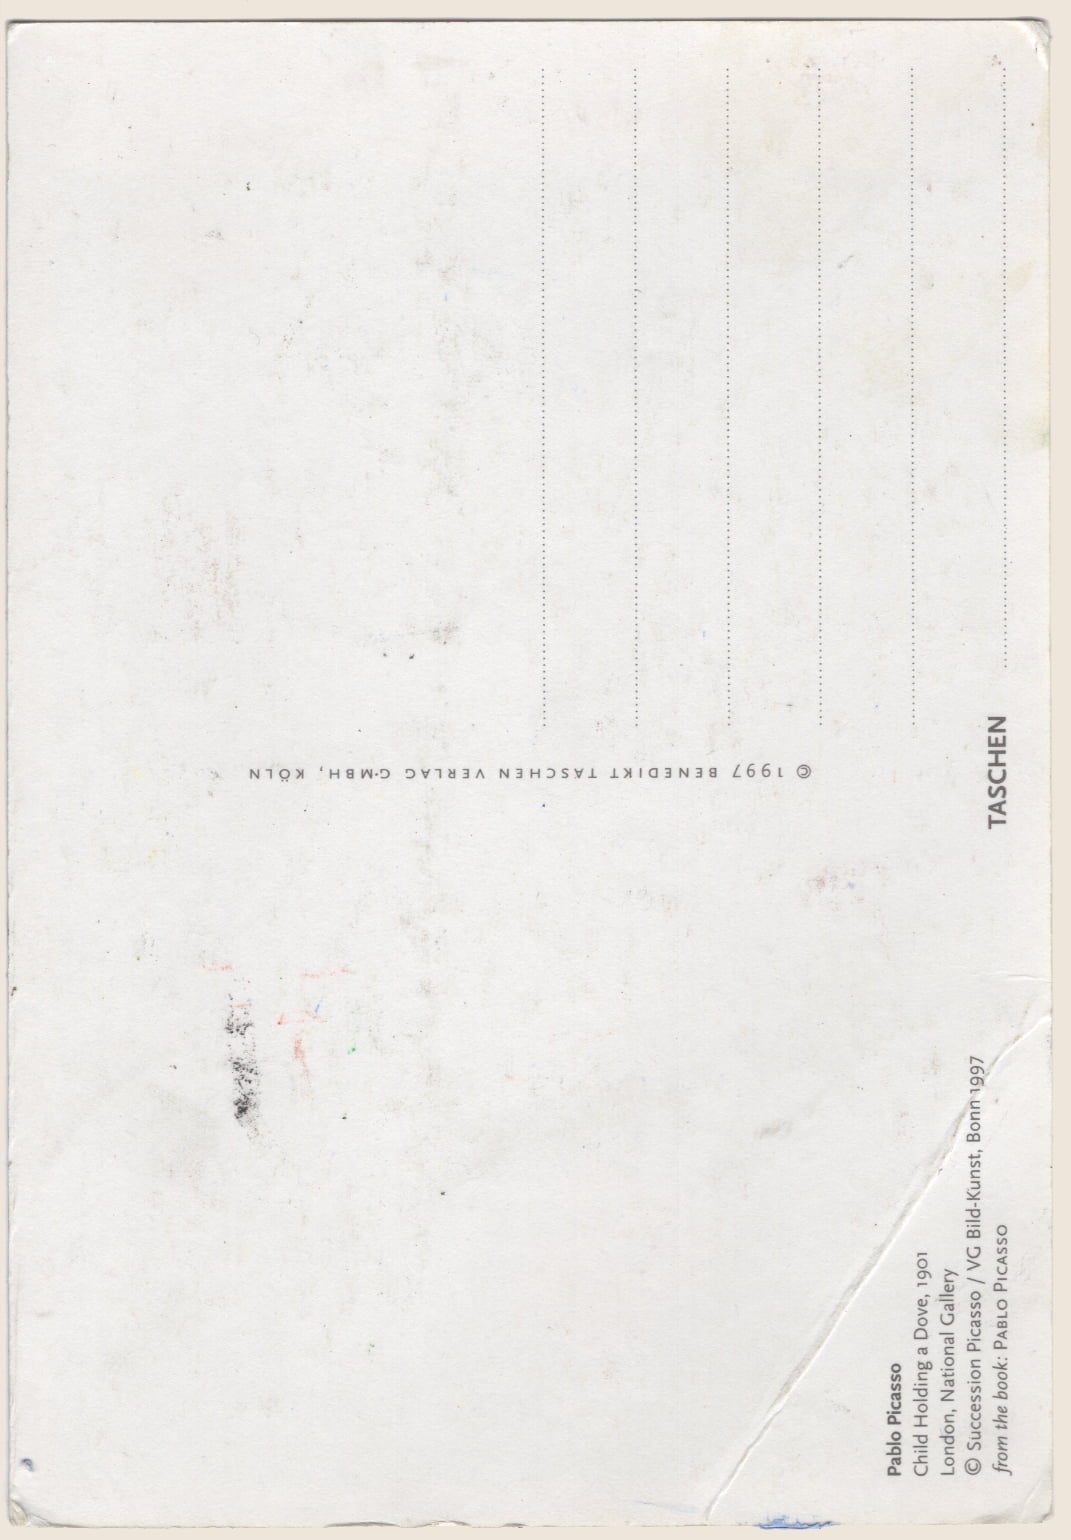 Pablo Picasso
Child Holding a Dove, 1901
London, National Gallery
© Succession Picasso / VG Bild-Kunst, Bonn 1997
from the book: PABLO PICASSO
© 1997 BENEDIKT TASCHEN VERLAG GMBH, KÖLN
TASCHEN